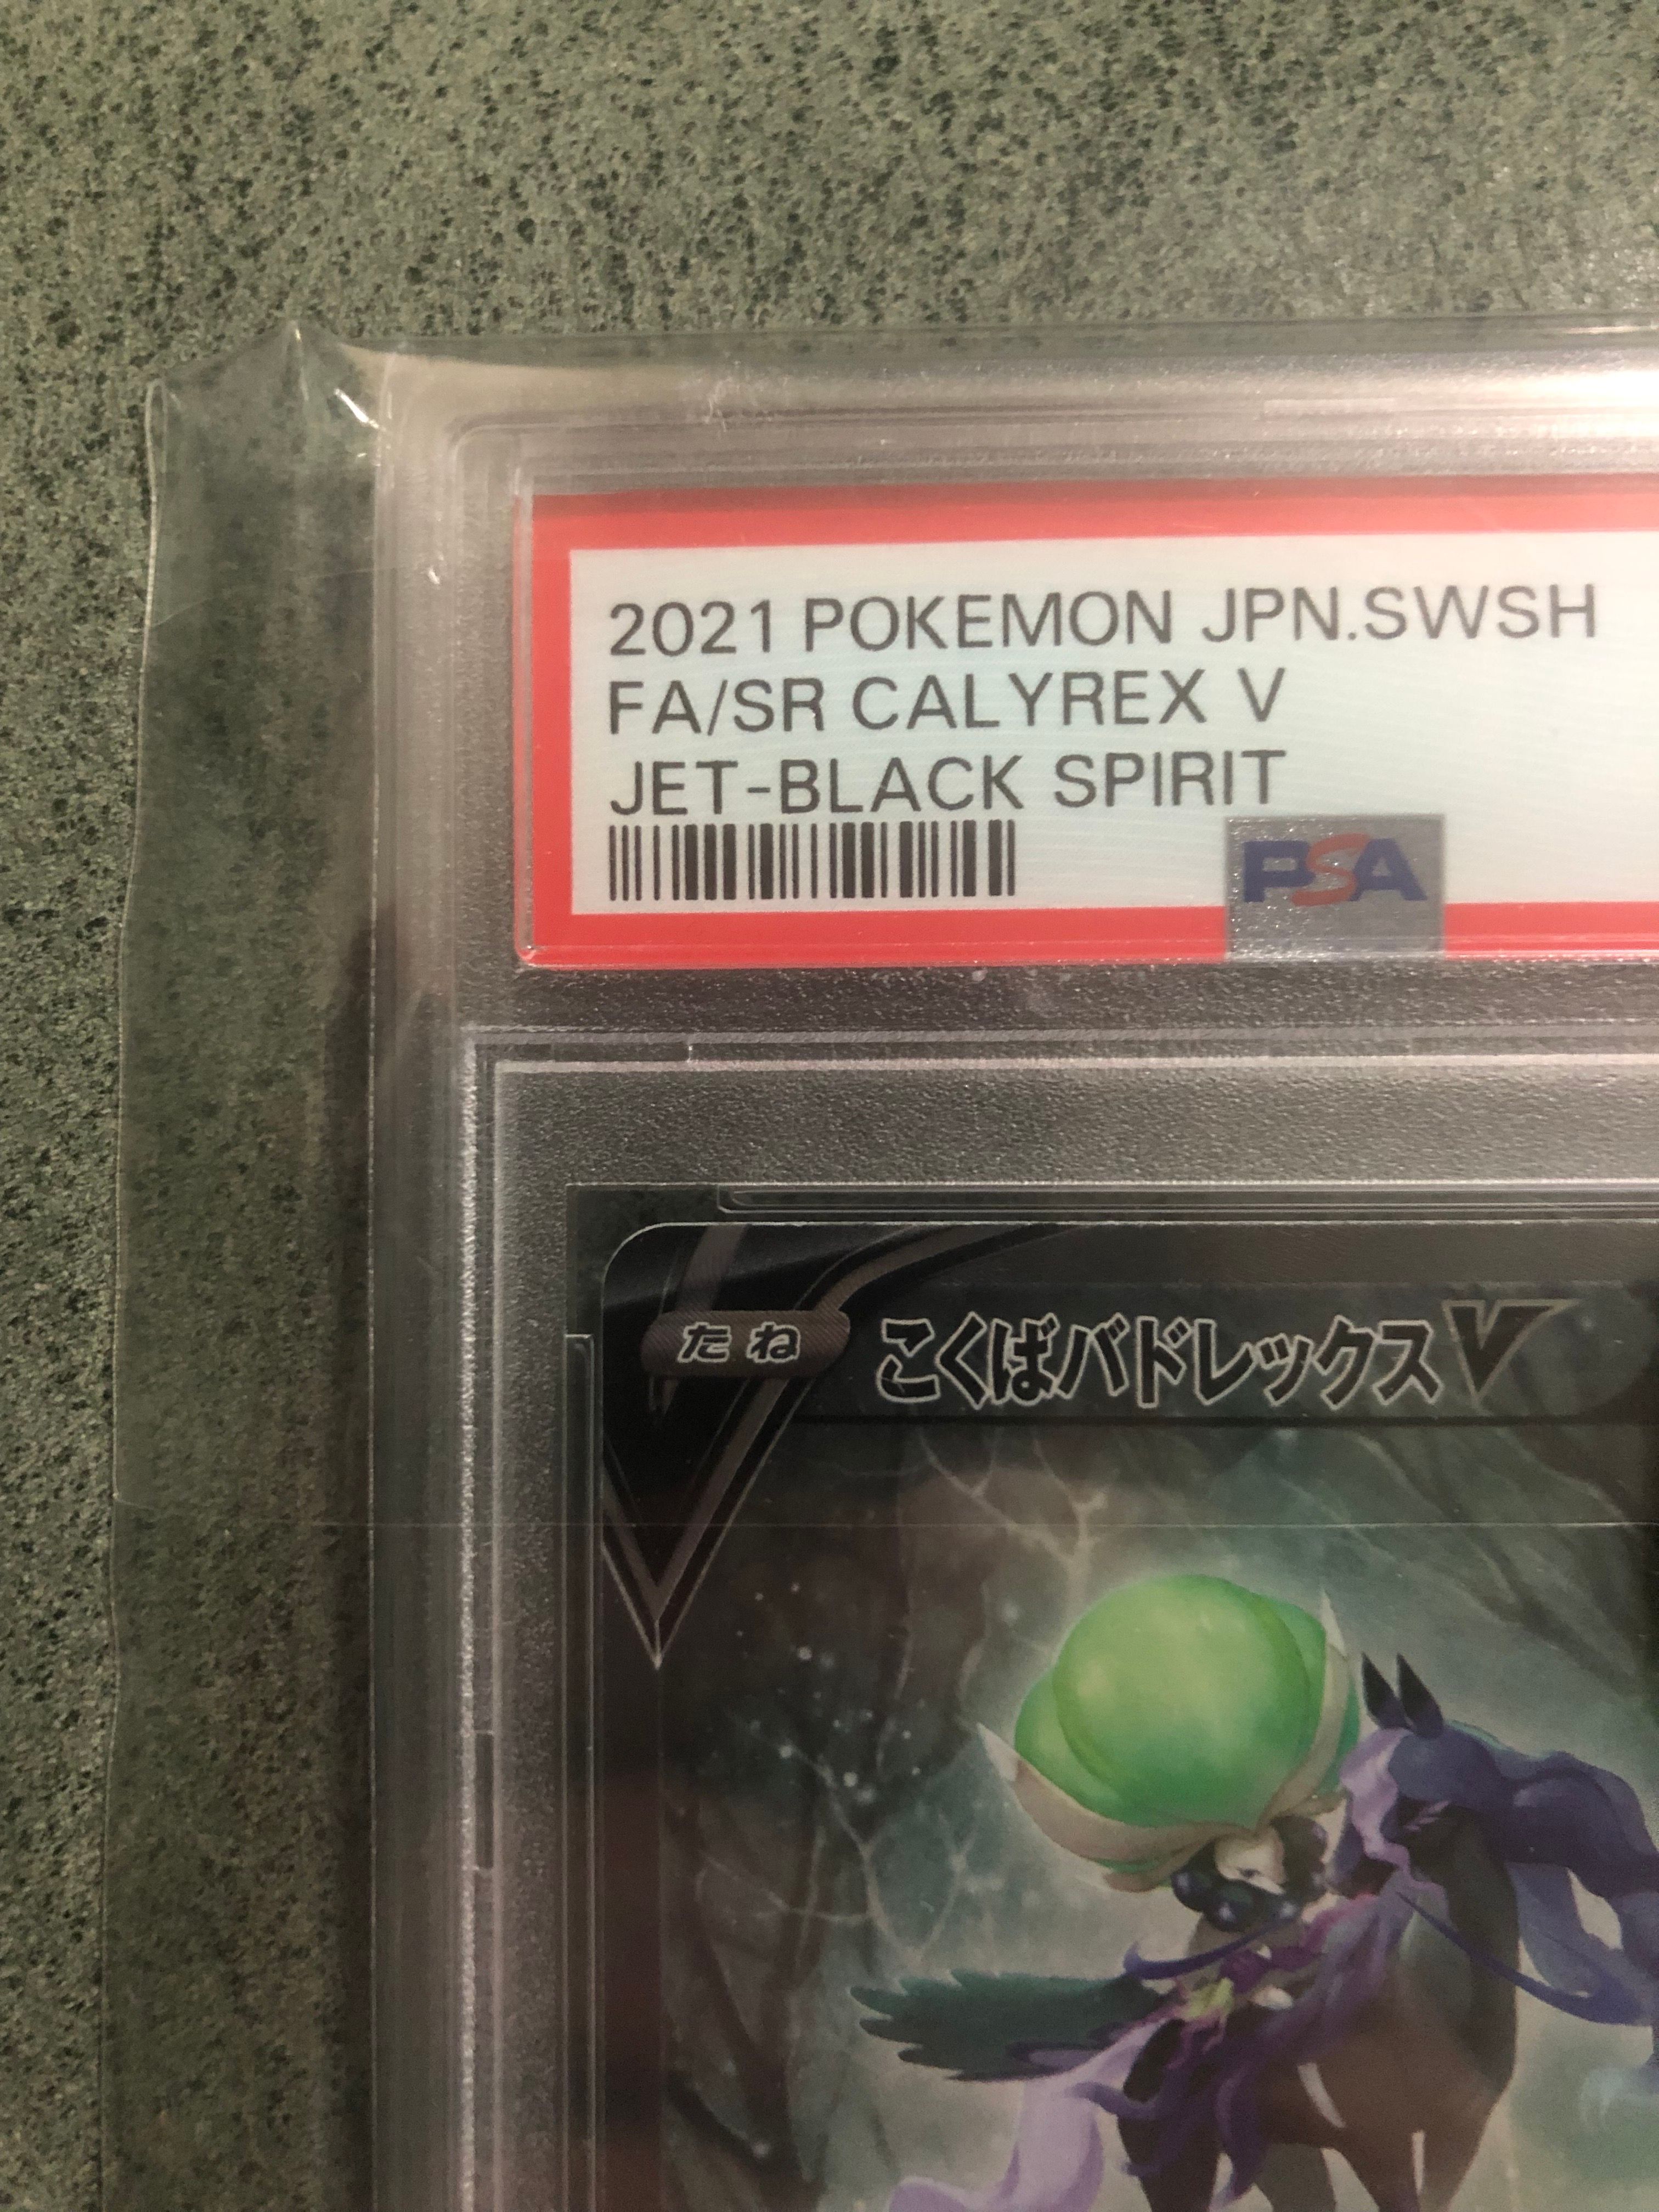 2021 POKEMON JPN.SWSH
FA/SR CALYREX V
JET-BLACK SPIRIT
PSA
たね こくばバドレックスV